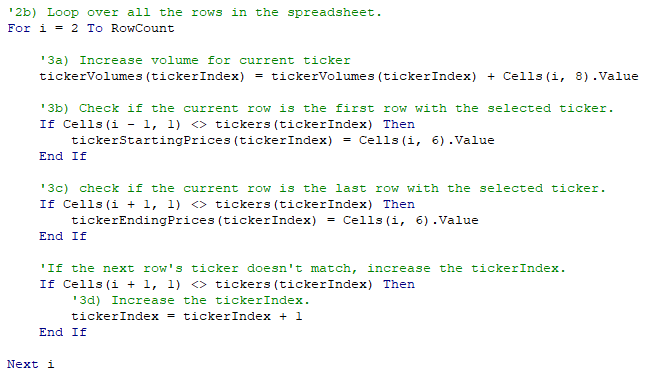 '2b) Loop over all the rows in the spreadsheet.
For i = 2 To RowCount
'3a) Increase volume for current ticker
tickerVolumes(tickerIndex) = tickerVolumes(tickerIndex) + Cells(i, 8).Value
'3b) Check if the current row is the first row with the selected ticker.
If Cells(i - 1, 1) <> tickers(tickerIndex) Then
tickerStartingPrices(tickerIndex) = Cells(i, 6).Value
End If
'3c) check if the current row is the last row with the selected ticker.
If Cells(i + 1, 1) <> tickers(tickerIndex) Then
tickerEndingPrices(tickerIndex) = Cells(i, 6).Value
End If
'If the next row's ticker doesn't match, increase the tickerIndex.
If Cells(i + 1, 1) <> tickers(tickerIndex) Then
'3d) Increase the tickerIndex.
tickerIndex = tickerIndex + 1
End If
Next i